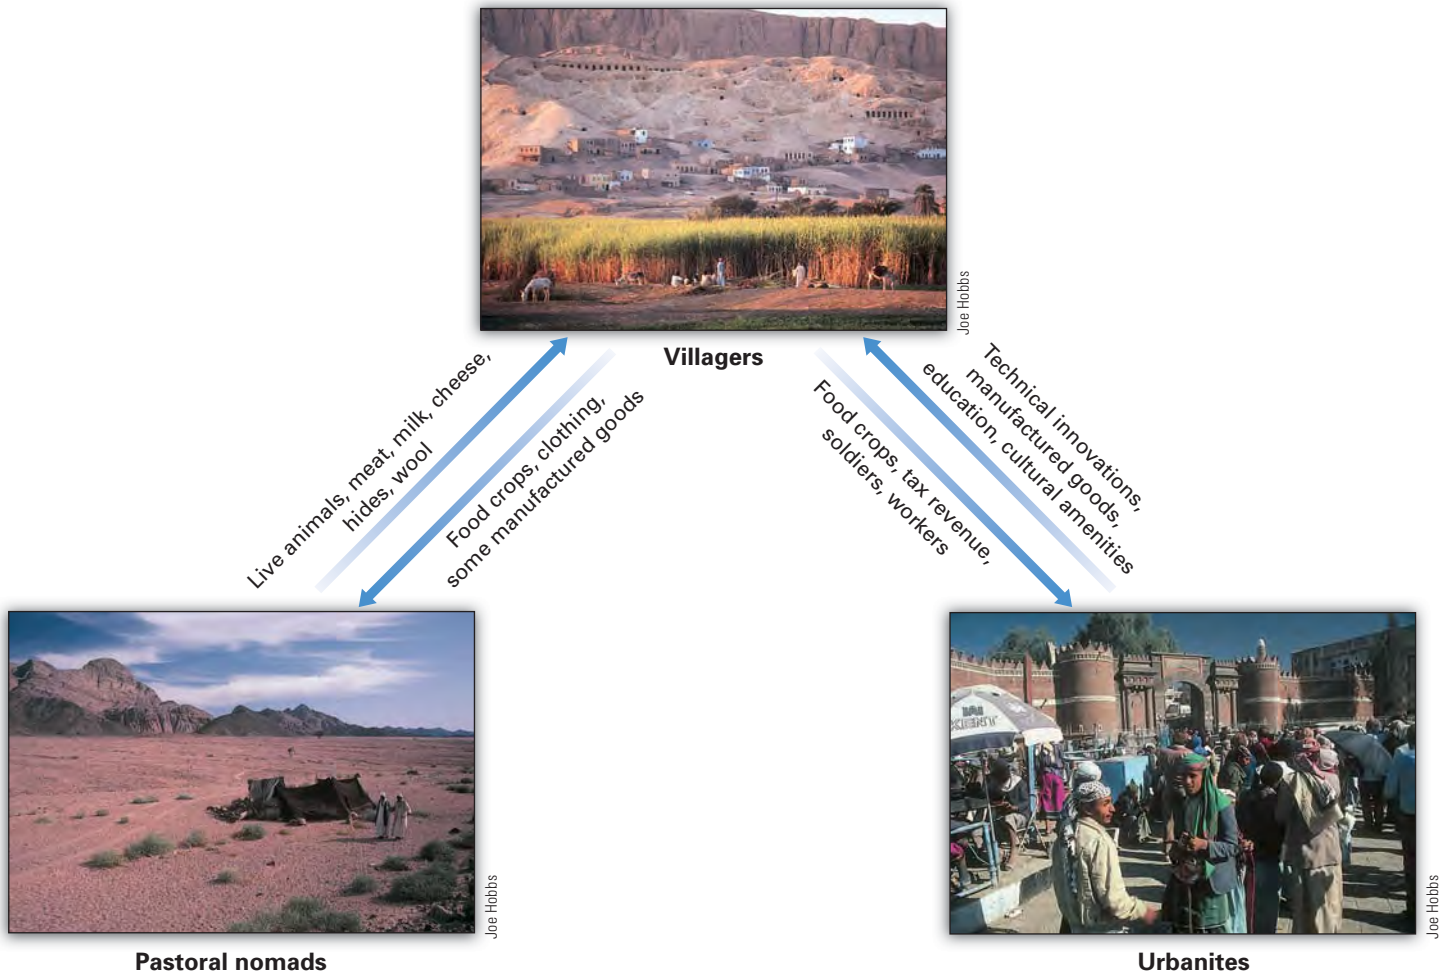 Joe Hobbs
Villagers
Live animals, meat, milk, cheese,
hides, wool
Food crops, clothing,
some manufactured goods
Food crops, tax revenue,
soldiers, workers
Technical innovations,
manufactured goods,
education, cultural amenities
KENT
Joe Hobbs
Pastoral nomads
Joe Hobbs
Urbanites